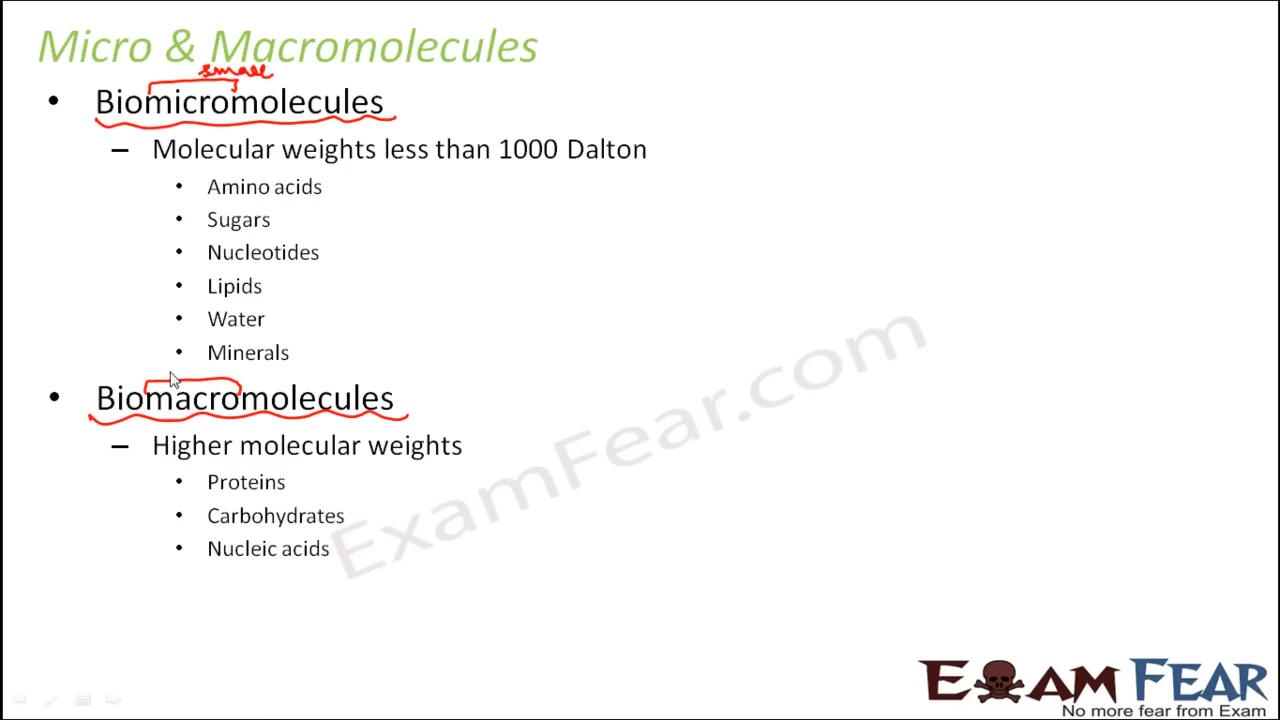 Micro & Macromolecules
small
• Biomicromolecules
– Molecular weights less than 1000 Dalton
• Amino acids
• Sugars
• Nucleotides
• Lipids
• Water
• Minerals
• Biomacromolecules
– Higher molecular weights
• Proteins
• Carbohydrates
• Nucleic acids
ExamFear.com
EXAM FEAR
No more fear from Exam